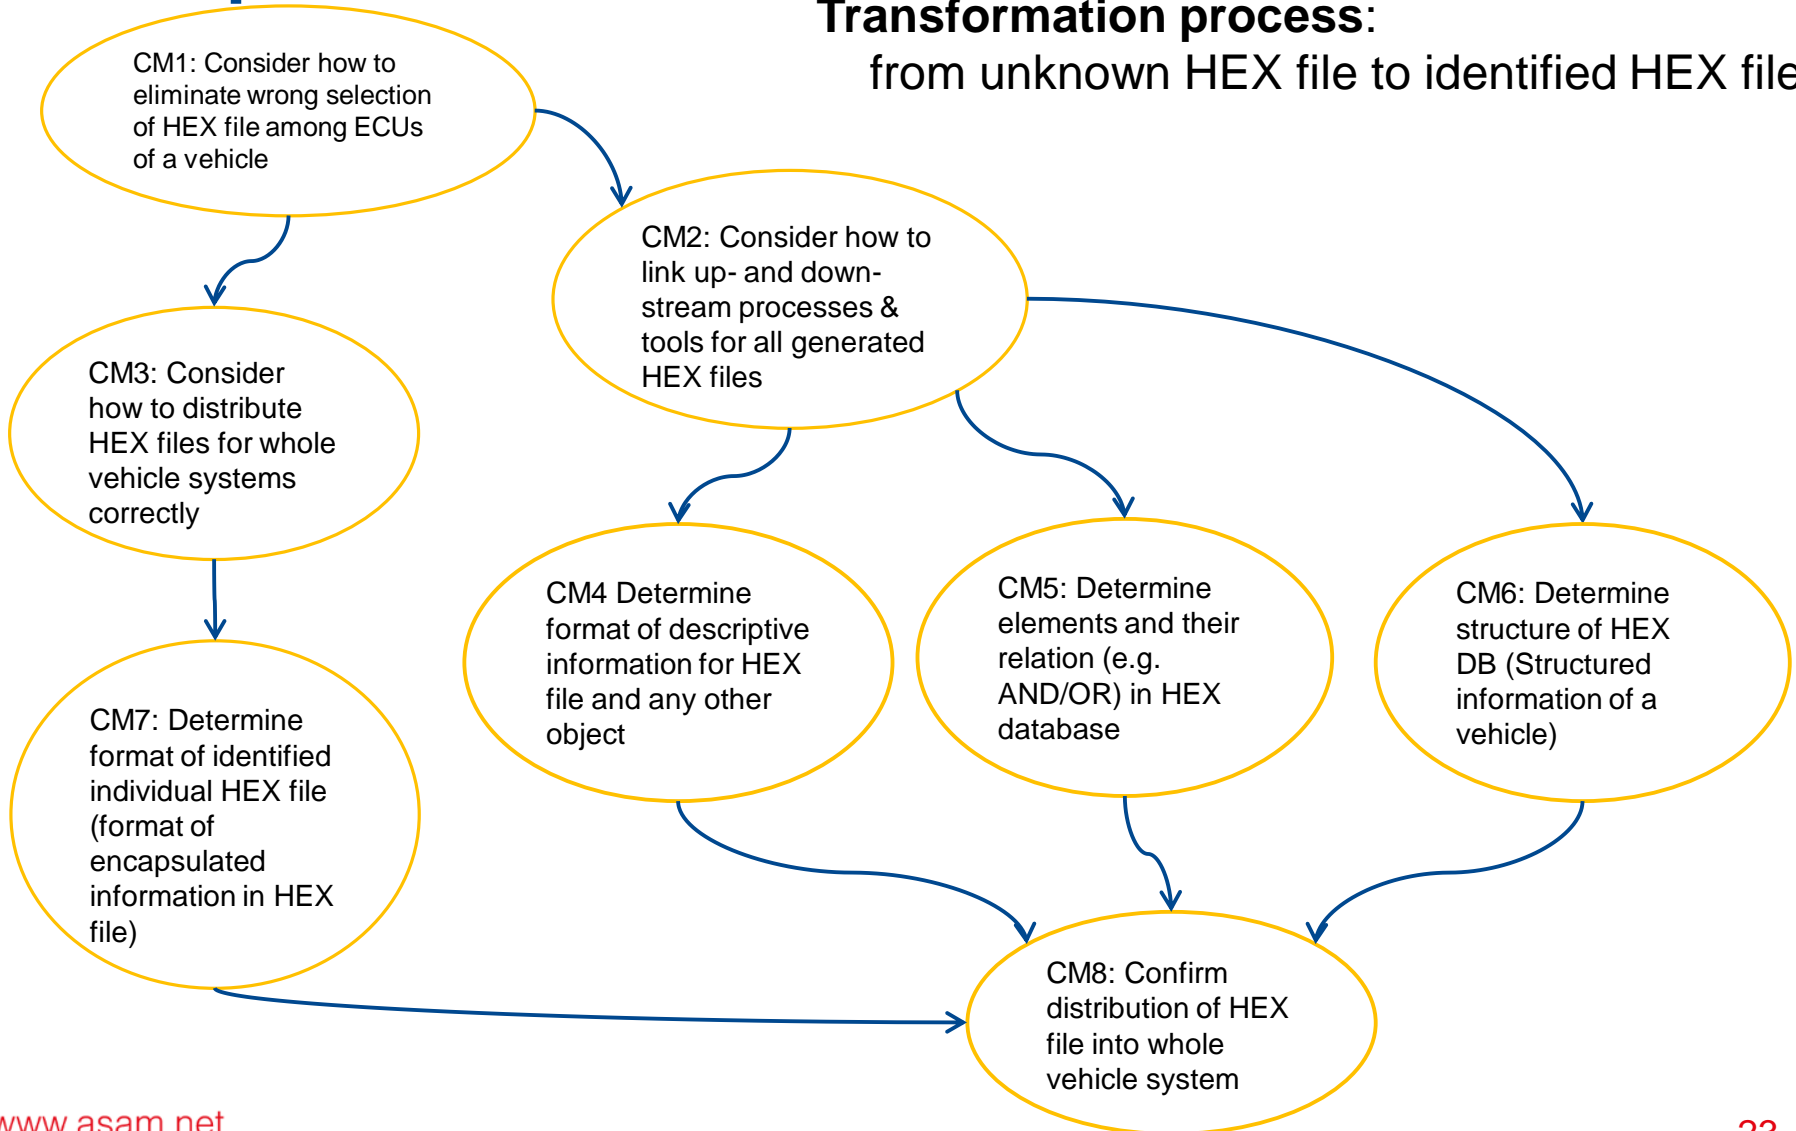 Transformation process:
from unknown HEX file to identified HEX file
CM1: Consider how to
eliminate wrong selection
of HEX file among ECUs
of a vehicle
CM2: Consider how to
link up- and down-
stream processes &
tools for all generated
HEX files
CM3: Consider
how to distribute
HEX files for whole
vehicle systems
correctly
CM4 Determine
format of descriptive
information for HEX
file and any other
object
CM5: Determine
elements and their
relation (e.g.
AND/OR) in HEX
database
CM6: Determine
structure of HEX
DB (Structured
information of a
vehicle)
CM7: Determine
format of identified
individual HEX file
(format of
encapsulated
information in HEX
file)
CM8: Confirm
distribution of HEX
file into whole
vehicle system
www.asam.net